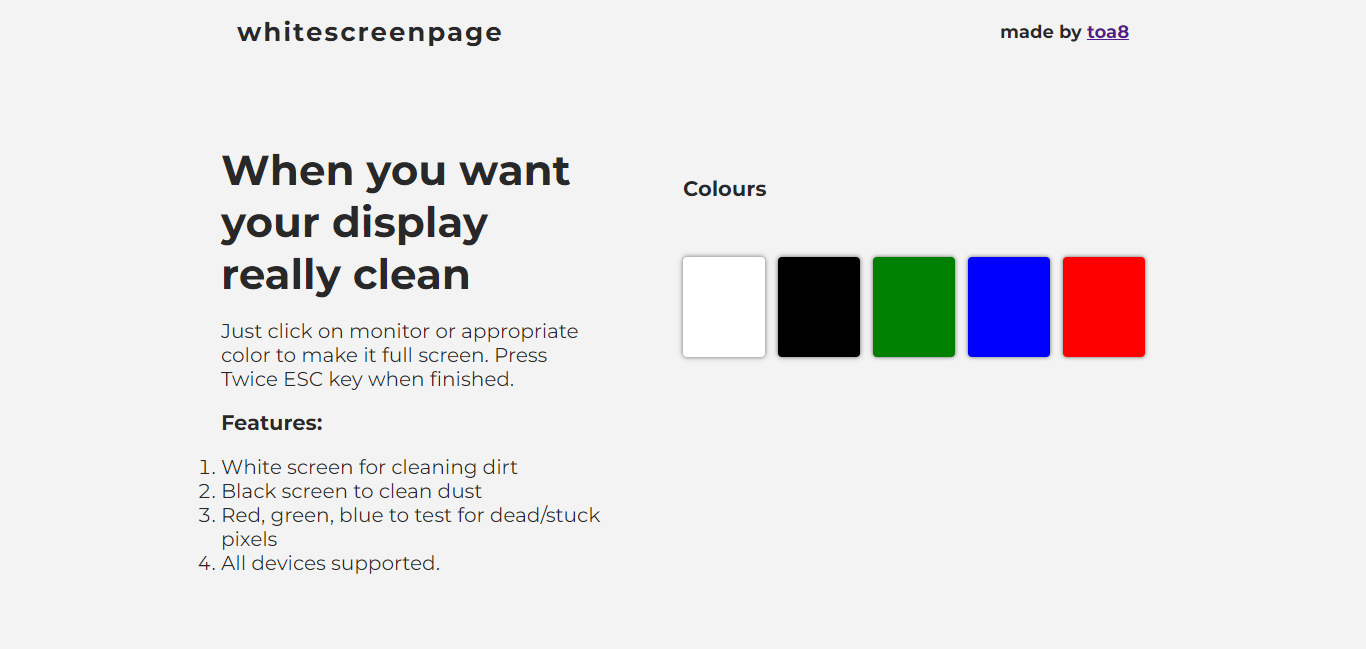 whitescreenpage
made by toa8
When you want
your display
really clean
Just click on monitor or appropriate
color to make it full screen. Press
Twice ESC key when finished.
Features:
1. White screen for cleaning dirt
2. Black screen to clean dust
3. Red, green, blue to test for dead/stuck
pixels
4. All devices supported.
Colours